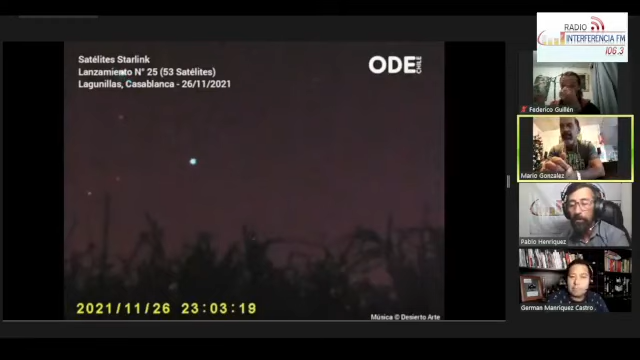 Satélites Starlink
Lanzamiento N° 25 (53 Satélites)
Lagunillas, Casablanca - 26/11/2021
ODE
CHILE
2021/11/26 23:03:19
Música © Desierto Arte
RADIO
INTERFERENCIA FM
106.3
Federico Guillén
Mario González
Pablo Henriquez
German Manriquez Castro